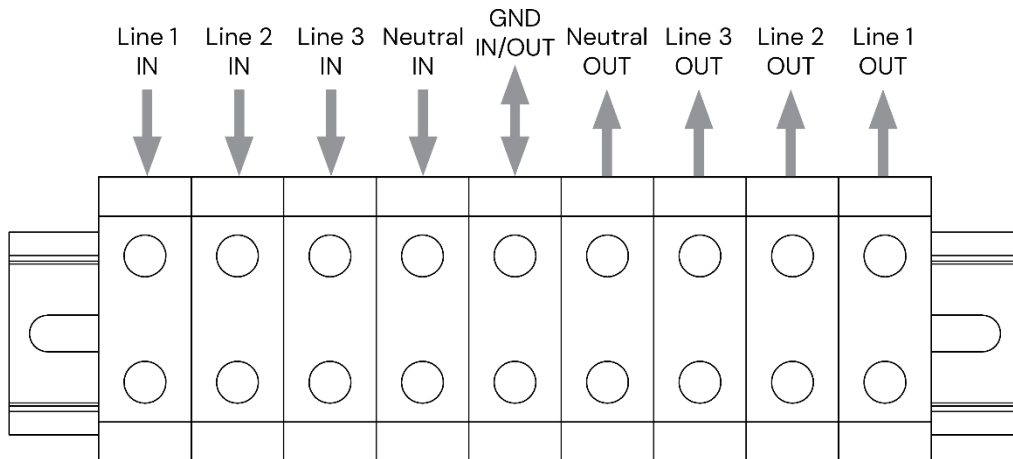 Line 1
IN
Line 2
IN
Line 3
IN
Neutral
IN
GND
IN/OUT
Neutral
OUT
Line 3
OUT
Line 2
OUT
Line 1
OUT